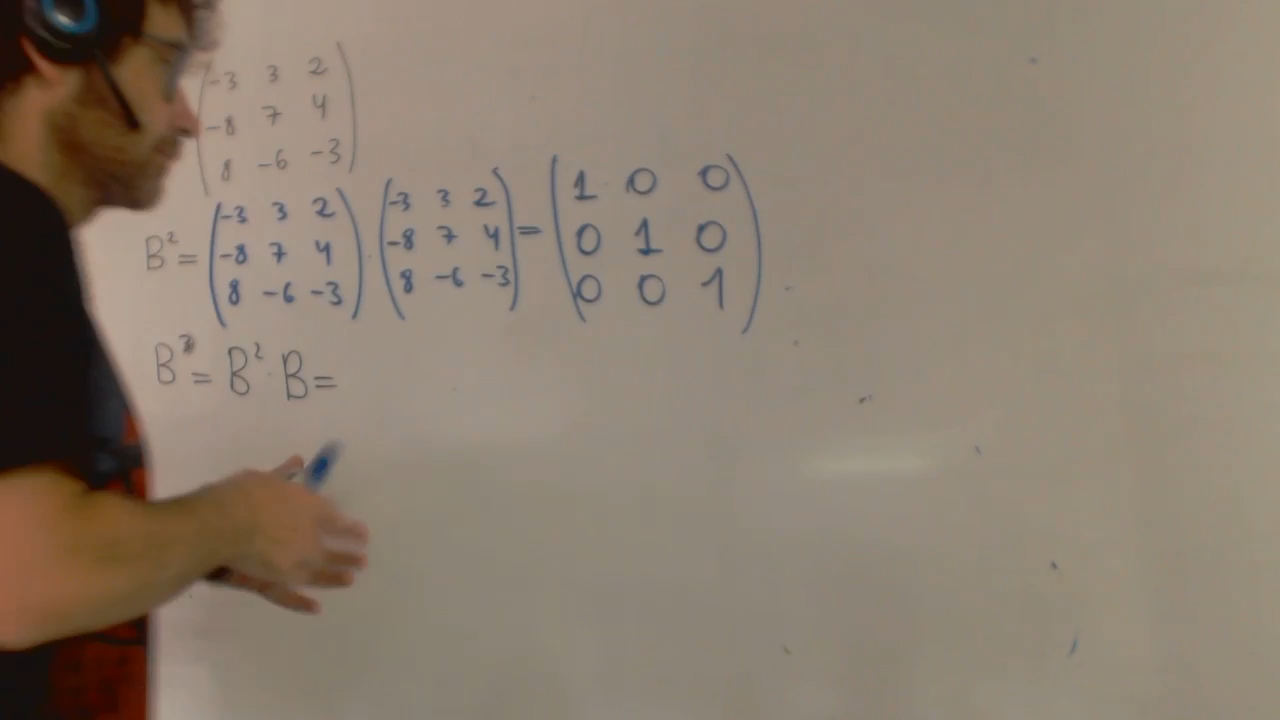 -3 3 2
-8 7 4
8 -6 -3
B² = (-3 3 2) · (-3 3 2) = (1 0 0)
(-8 7 4) (-8 7 4) (0 1 0)
(8 -6 -3) (8 -6 -3) (0 0 1)
B³ = B² · B =